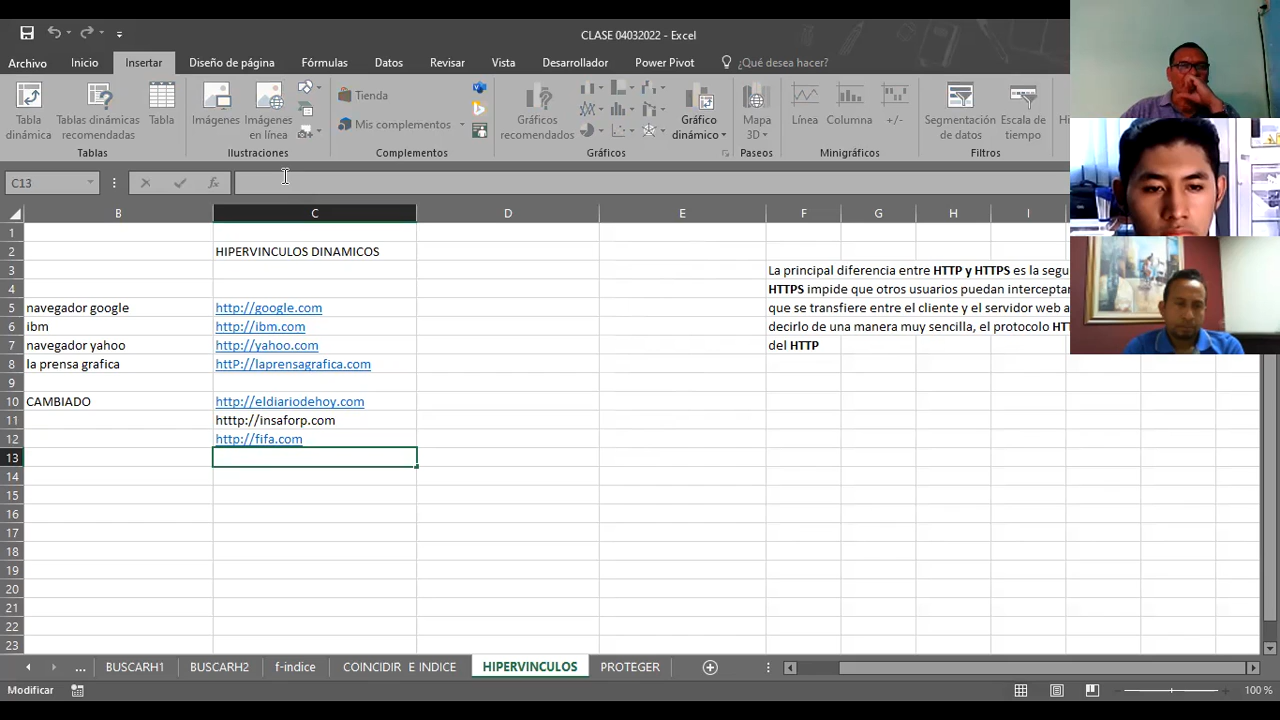 CLASE 04032022 - Excel
Archivo Inicio Insertar Diseño de página Fórmulas Datos Revisar Vista Desarrollador Power Pivot ¿Qué desea hacer?
Tabla dinámica
Tablas dinámicas recomendadas
Tabla
Tablas
Imágenes
Imágenes en línea
Ilustraciones
Tienda
Mis complementos
Complementos
Gráficos recomendados
Gráfico dinámico
Gráficos
Mapa 3D
Paseos
Línea
Columna
+/-
Minigráficos
Segmentación de datos
Escala de tiempo
Filtros
C13
fx
B C D E F G H I
1
2 HIPERVINCULOS DINAMICOS
3 La principal diferencia entre HTTP y HTTPS es la segu
4 HTTPS impide que otros usuarios puedan interceptar
5 navegador google http://google.com que se transfiere entre el cliente y el servidor web a
6 ibm http://ibm.com decirlo de una manera muy sencilla, el protocolo HT
7 navegador yahoo http://yahoo.com del HTTP
8 la prensa grafica httP://laprensagrafica.com
9
10 CAMBIADO http://eldiariodehoy.com
11 htttp://insaforp.com
12 http://fifa.com
13
14
15
16
17
18
19
20
21
22
23
... BUSCARH1 BUSCARH2 f-indice COINCIDIR E INDICE HIPERVINCULOS PROTEGER
Modificar 100 %